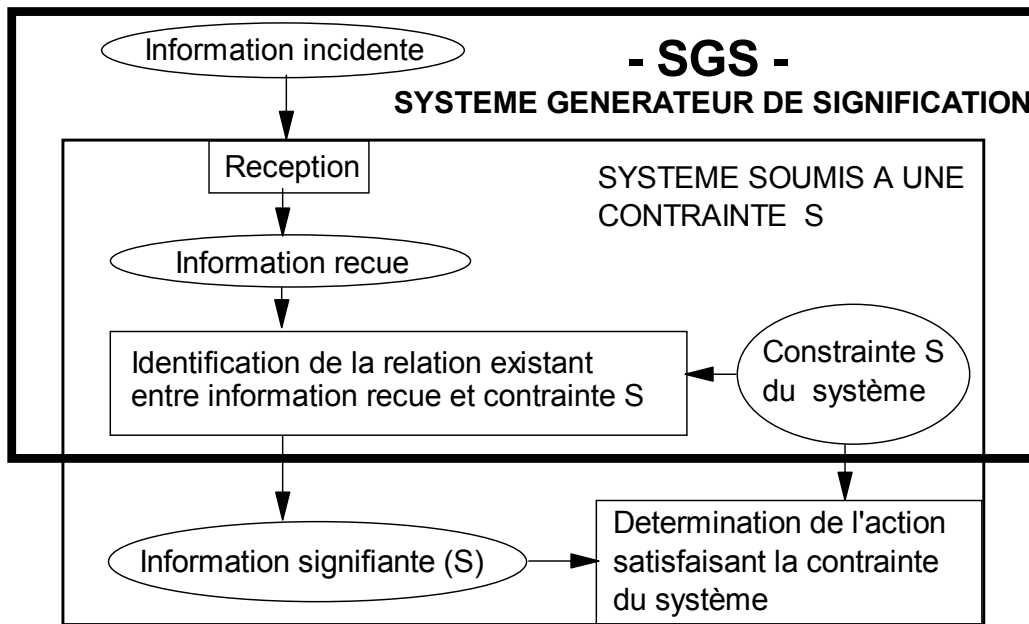 Information incidente
- SGS -
SYSTEME GENERATEUR DE SIGNIFICATION
Reception
SYSTEME SOUMIS A UNE
CONTRAINTE S
Information recue
Identification de la relation existant
entre information recue et contrainte S
Constrainte S
du système
Information signifiante (S)
Determination de l'action
satisfaisant la contrainte
du système